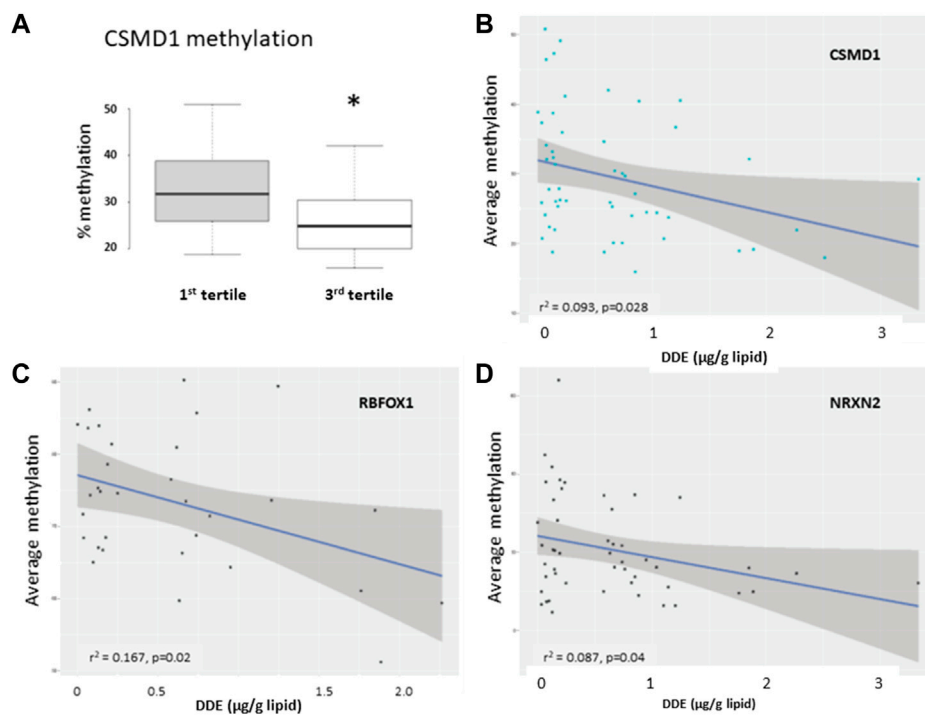 A
CSMD1 methylation
% methylation
50
40
30
20
*
1st tertile
3rd tertile
B
CSMD1
Average methylation
r² = 0.093, p=0.028
0
1
2
3
DDE (µg/g lipid)
C
RBFOX1
Average methylation
r² = 0.167, p=0.02
0
0.5
1.5
2.0
DDE (µg/g lipid)
D
NRXN2
Average methylation
r² = 0.087, p=0.04
0
1
2
3
DDE (µg/g lipid)